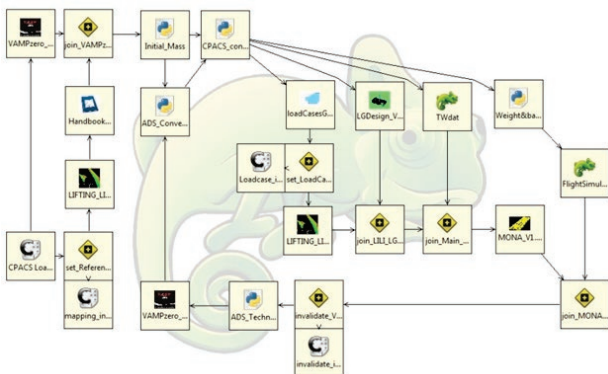 VAMPzero_...
join_VAMPz...
Initial_Mass
CPACS_con...
Handbook...
ADS_Conve...
loadCasesG...
LGDesign_V...
TWdat
Weight&ba...
Loadcase_i...
set_LoadCa...
FlightSimul...
LIFTING_LI...
LIFTING_LI...
join_LILI_LG...
join_Main_...
MONA_V1....
CPACS Loa...
set_Referen...
mapping_in...
VAMPzero_...
ADS_Techn...
invalidate_V...
join_MONA...
invalidate_i...